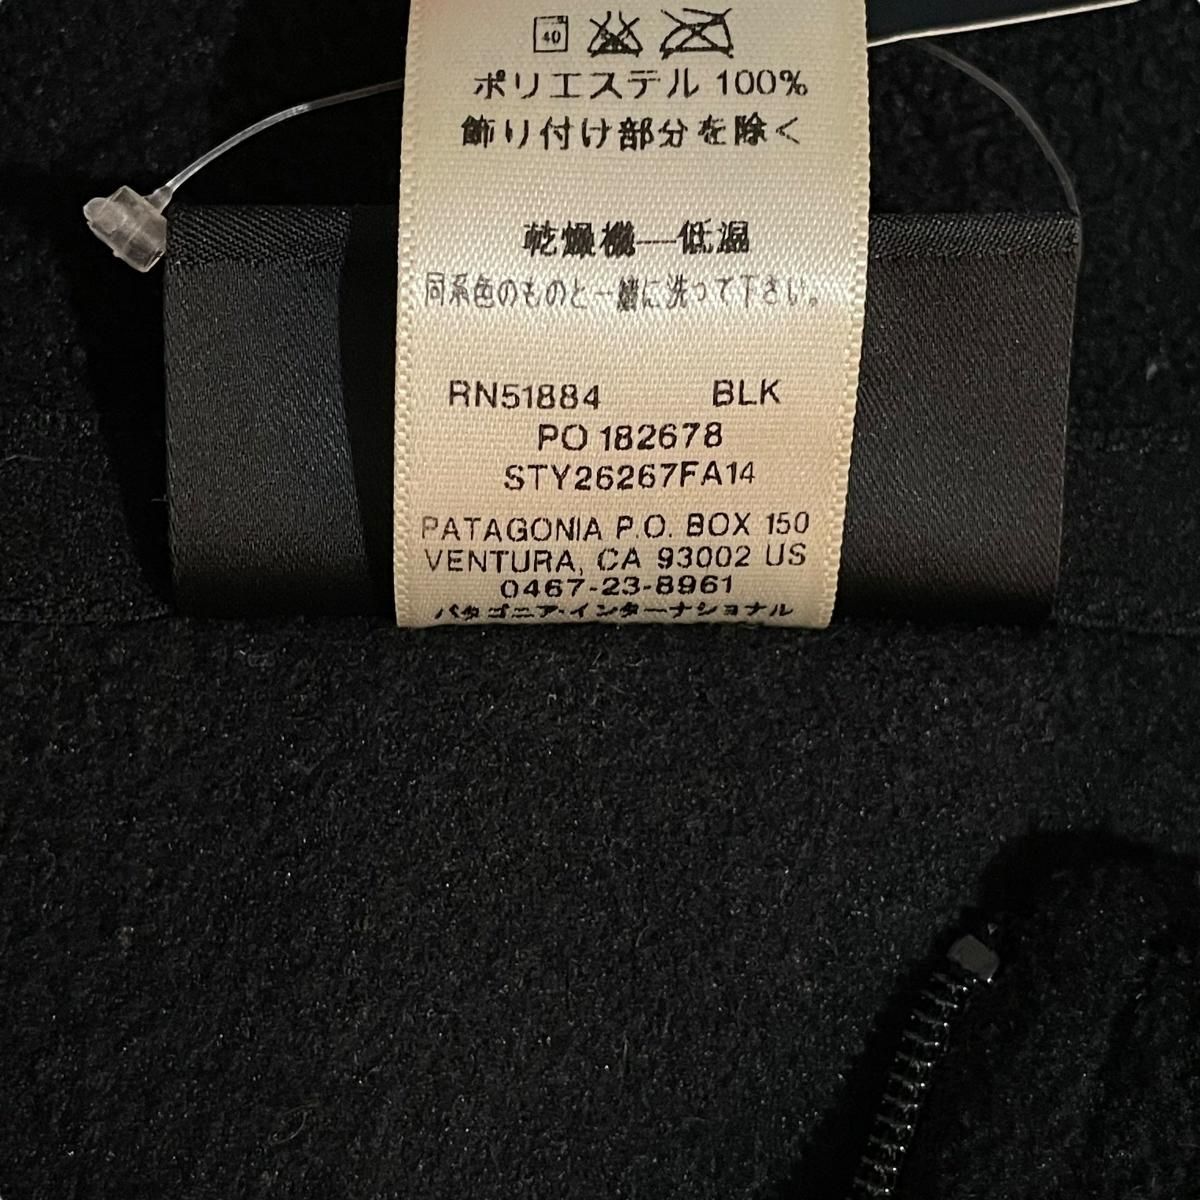 40
ポリエステル 100%
飾り付け部分を除く
乾燥機—低温
同系色のものと一緒に洗って下さい。
RN51884 BLK
PO 182678
STY26267FA14
PATAGONIA P.O. BOX 150
VENTURA, CA 93002 US
0467-23-8961
パタゴニア・インターナショナル